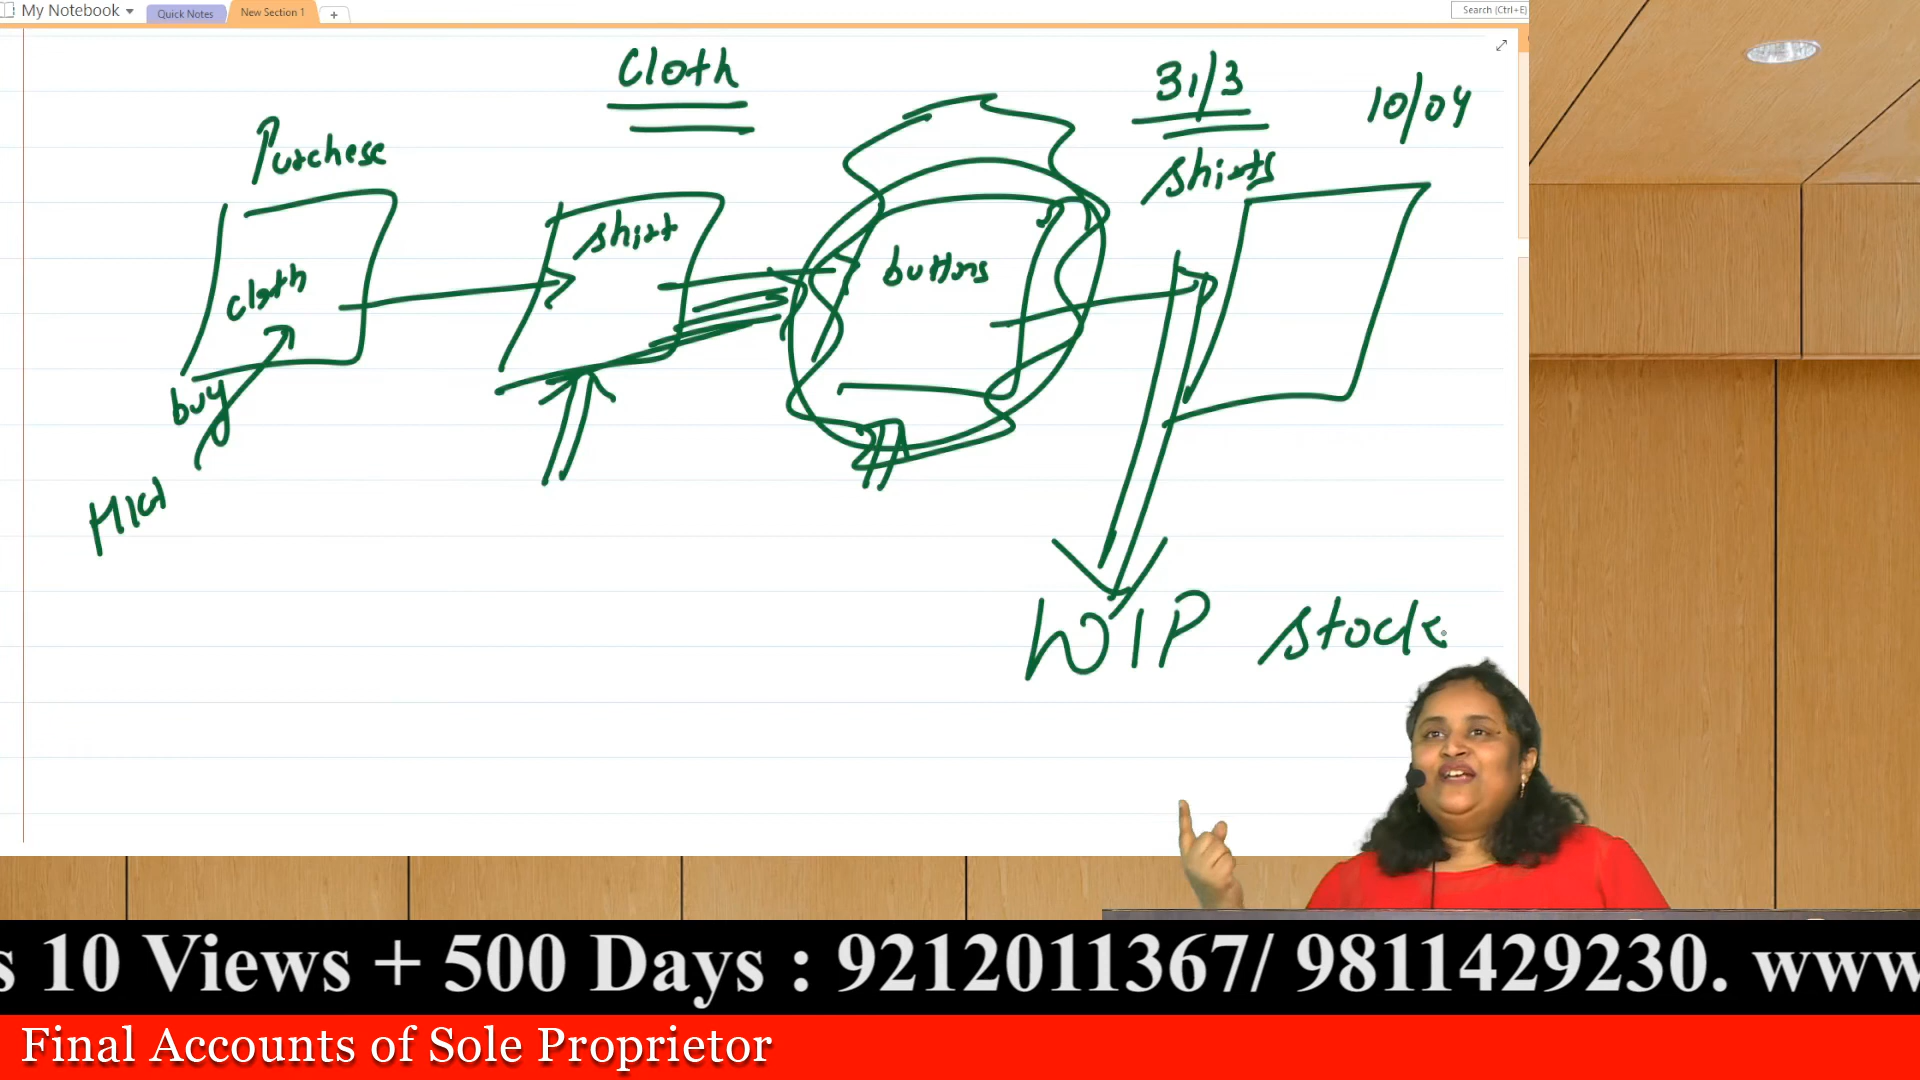 My Notebook
Quick Notes
New Section 1
Search (Ctrl+E)
Cloth
31/3
10/04
Purchese
shirts
shirt
cloth
buttons
buy
WIP stock
s 10 Views + 500 Days : 9212011367/ 9811429230. www
Final Accounts of Sole Proprietor